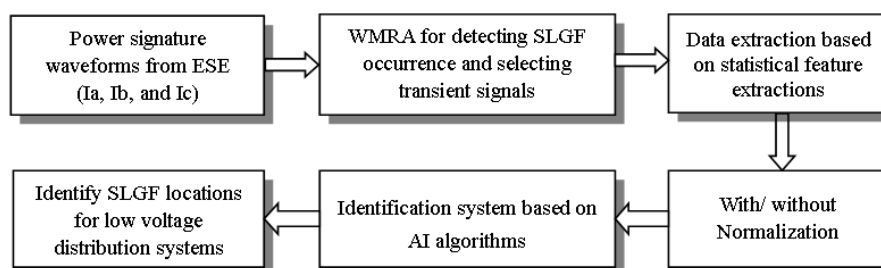 Power signature
waveforms from ESE
(Ia, Ib, and Ic)
WMRA for detecting SLGF
occurrence and selecting
transient signals
Data extraction based
on statistical feature
extractions
With/ without
Normalization
Identification system based on
AI algorithms
Identify SLGF locations
for low voltage
distribution systems